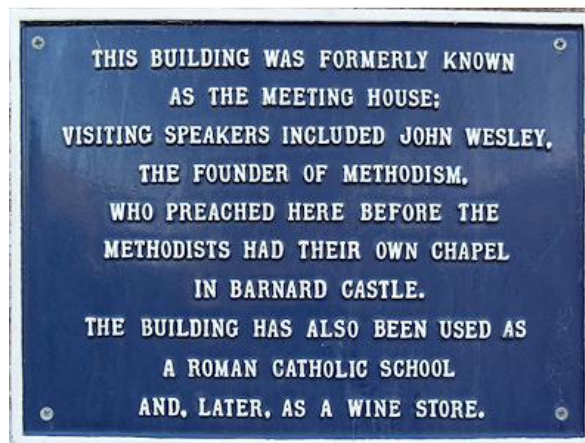 THIS BUILDING WAS FORMERLY KNOWN
AS THE MEETING HOUSE;
VISITING SPEAKERS INCLUDED JOHN WESLEY,
THE FOUNDER OF METHODISM,
WHO PREACHED HERE BEFORE THE
METHODISTS HAD THEIR OWN CHAPEL
IN BARNARD CASTLE.
THE BUILDING HAS ALSO BEEN USED AS
A ROMAN CATHOLIC SCHOOL
AND, LATER, AS A WINE STORE.